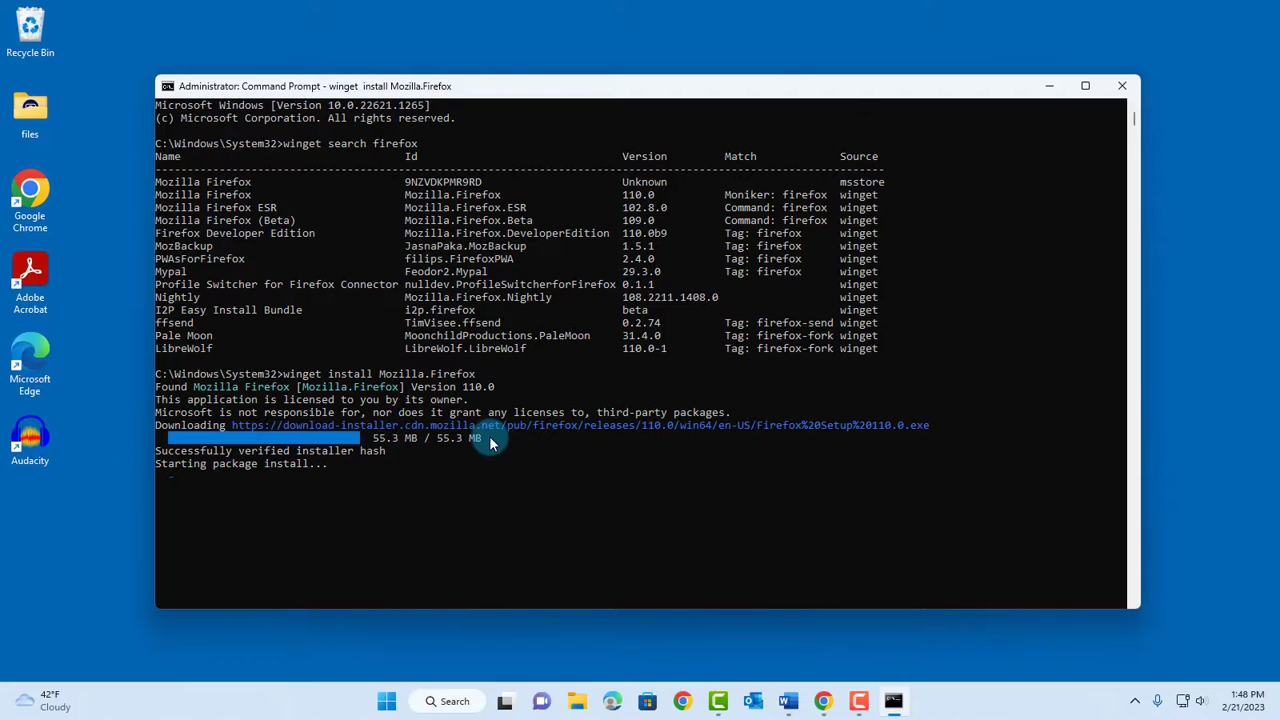 Recycle Bin
files
Google
Chrome
Adobe
Acrobat
Microsoft
Edge
Audacity
Administrator: Command Prompt - winget  install Mozilla.Firefox
Microsoft Windows [Version 10.0.22621.1265]
(c) Microsoft Corporation. All rights reserved.
C:\Windows\System32>winget search firefox
Name Id Version Match Source
Mozilla Firefox 9NZVDKPMR9RD Unknown msstore
Mozilla Firefox Mozilla.Firefox 110.0 Moniker: firefox winget
Mozilla Firefox ESR Mozilla.Firefox.ESR 102.8.0 Command: firefox winget
Mozilla Firefox (Beta) Mozilla.Firefox.Beta 109.0 Command: firefox winget
Firefox Developer Edition Mozilla.Firefox.DeveloperEdition 110.0b9 Tag: firefox winget
MozBackup JasnaPaka.MozBackup 1.5.1 Tag: firefox winget
PWAsForFirefox filips.FirefoxPWA 2.4.0 Tag: firefox winget
Mypal Feodor2.Mypal 29.3.0 Tag: firefox winget
Profile Switcher for Firefox Connector nulldev.ProfileSwitcherforFirefox 0.1.1 winget
Nightly Mozilla.Firefox.Nightly 108.2211.1408.0 winget
I2P Easy Install Bundle i2p.firefox beta winget
ffsend TimVisee.ffsend 0.2.74 Tag: firefox-send winget
Pale Moon MoonchildProductions.PaleMoon 31.4.0 Tag: firefox-fork winget
LibreWolf LibreWolf.LibreWolf 110.0-1 Tag: firefox-fork winget
C:\Windows\System32>winget install Mozilla.Firefox
Found Mozilla Firefox [Mozilla.Firefox] Version 110.0
This application is licensed to you by its owner.
Microsoft is not responsible for, nor does it grant any licenses to, third-party packages.
Downloading https://download-installer.cdn.mozilla.net/pub/firefox/releases/110.0/win64/en-US/Firefox%20Setup%20110.0.exe
55.3 MB / 55.3 MB
Successfully verified installer hash
Starting package install...
42°F
Cloudy
Search
1:48 PM
2/21/2023